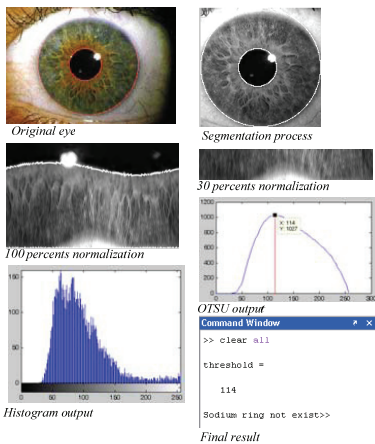 Original eye
Segmentation process
100 percents normalization
30 percents normalization
1200
1000
800
600
400
200
0
0 50 100 150 200 250 300
X: 114
Y: 1027
OTSU output
150
100
50
0
0 50 100 150 200 250
Histogram output
Command Window
>> clear all
threshold =
114
Sodium ring not exist>>
Final result